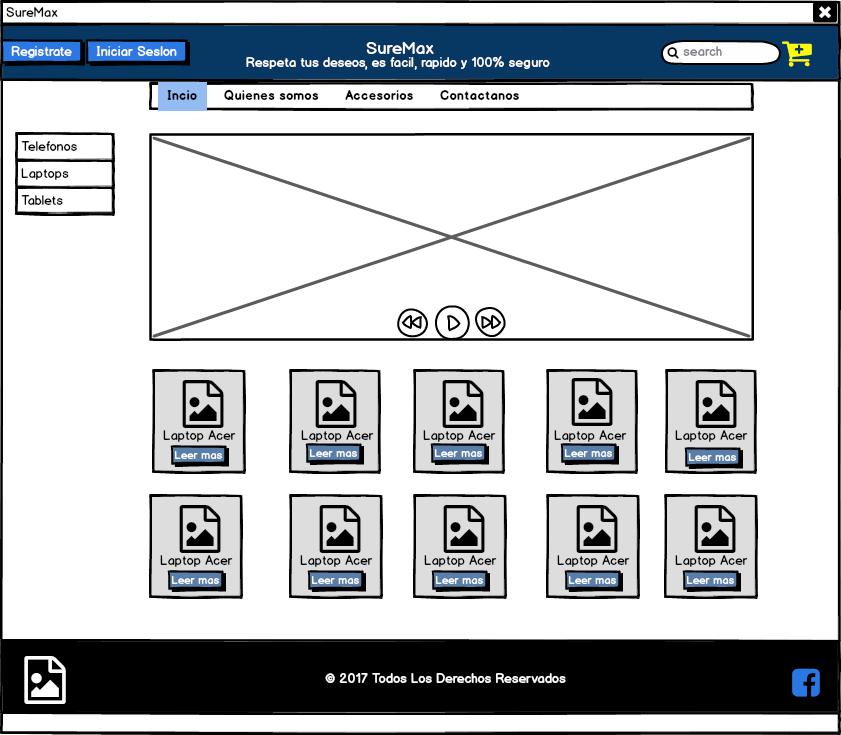 SureMax
Registrate
Iniciar Seslon
SureMax
Respeta tus deseos, es facil, rapido y 100% seguro
search
Incio
Quienes somos
Accesorios
Contactanos
Telefonos
Laptops
Tablets
Laptop Acer
Leer mas
Laptop Acer
Leer mas
Laptop Acer
Leer mas
Laptop Acer
Leer mas
Laptop Acer
Leer mas
Laptop Acer
Leer mas
Laptop Acer
Leer mas
Laptop Acer
Leer mas
Laptop Acer
Leer mas
Laptop Acer
Leer mas
© 2017 Todos Los Derechos Reservados